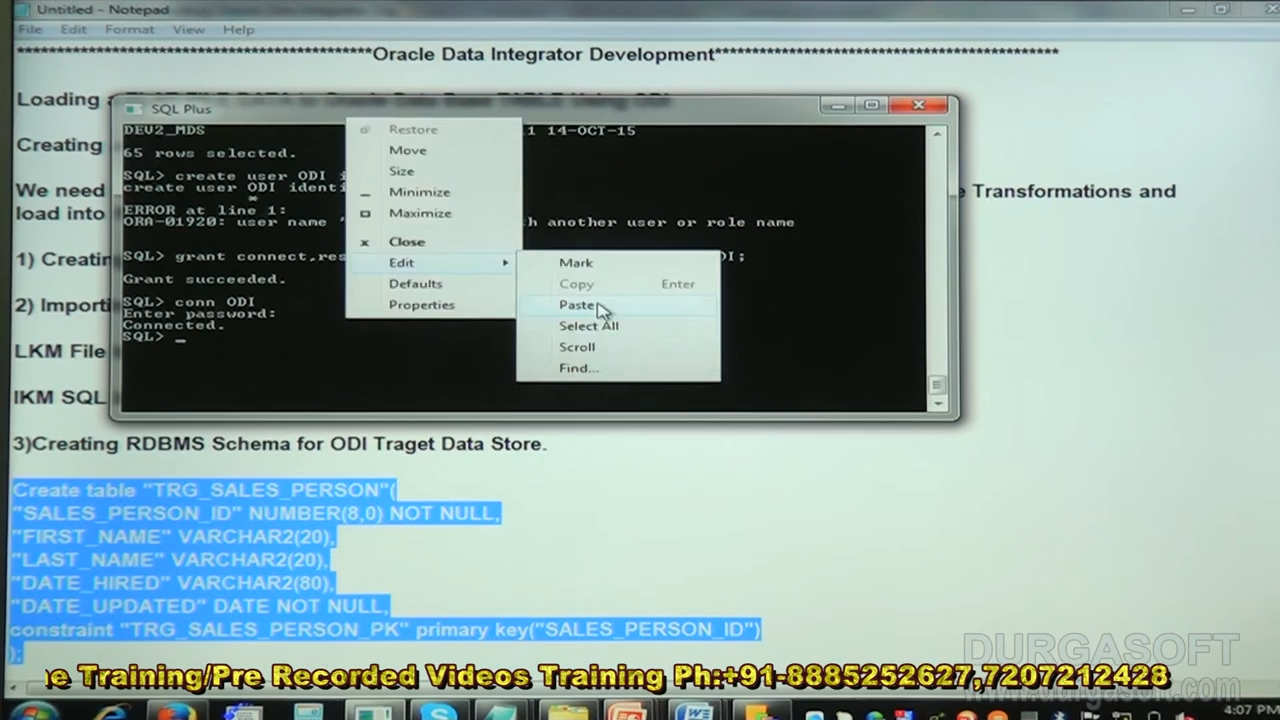 Untitled - Notepad
File Edit Format View Help
*******************************************Oracle Data Integrator Development******************************************
Loading a
SQL Plus
Creating
We need
e Transformations and
load into
1) Creatin
2) Importi
LKM File
IKM SQL
DEV2_MDS 1 14-OCT-15
65 rows selected.
SQL> create user ODI i
create user ODI identi
*
ERROR at line 1:
ORA-01920: user name ' h another user or role name
SQL> grant connect,res DI;
Grant succeeded.
SQL> conn ODI
Enter password:
Connected.
SQL> _
Restore
Move
Size
Minimize
Maximize
Close
Edit
Defaults
Properties
Mark
Copy Enter
Paste
Select All
Scroll
Find...
3)Creating RDBMS Schema for ODI Traget Data Store.
Create table "TRG_SALES_PERSON"(
"SALES_PERSON_ID" NUMBER(8,0) NOT NULL,
"FIRST_NAME" VARCHAR2(20),
"LAST_NAME" VARCHAR2(20),
"DATE_HIRED" VARCHAR2(80),
"DATE_UPDATED" DATE NOT NULL,
constraint "TRG_SALES_PERSON_PK" primary key("SALES_PERSON_ID")
);
DURGASOFT
e Training/Pre Recorded Videos Training Ph:+91-8885252627,7207212428
www.durgasoft.com
4:07 PM